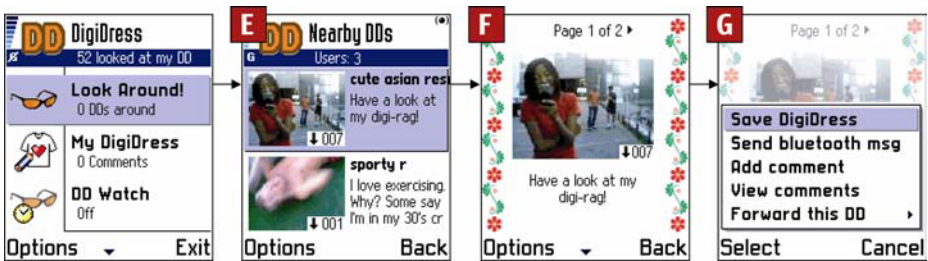 DD DigiDress
52 looked at my DD
Look Around!
0 DDs around
My DigiDress
0 Comments
DD Watch
Off
Options Exit
E
DD Nearby DDs
G Users: 3
cute asian resi
Have a look at
my digi-rag!
007
sporty r
I love exercising.
Why? Some say
I'm in my 30's cr
001
Options Back
F
Page 1 of 2
007
Have a look at my
digi-rag!
Options Back
G
Page 1 of 2
Save DigiDress
Send bluetooth msg
Add comment
View comments
Forward this DD
Select Cancel